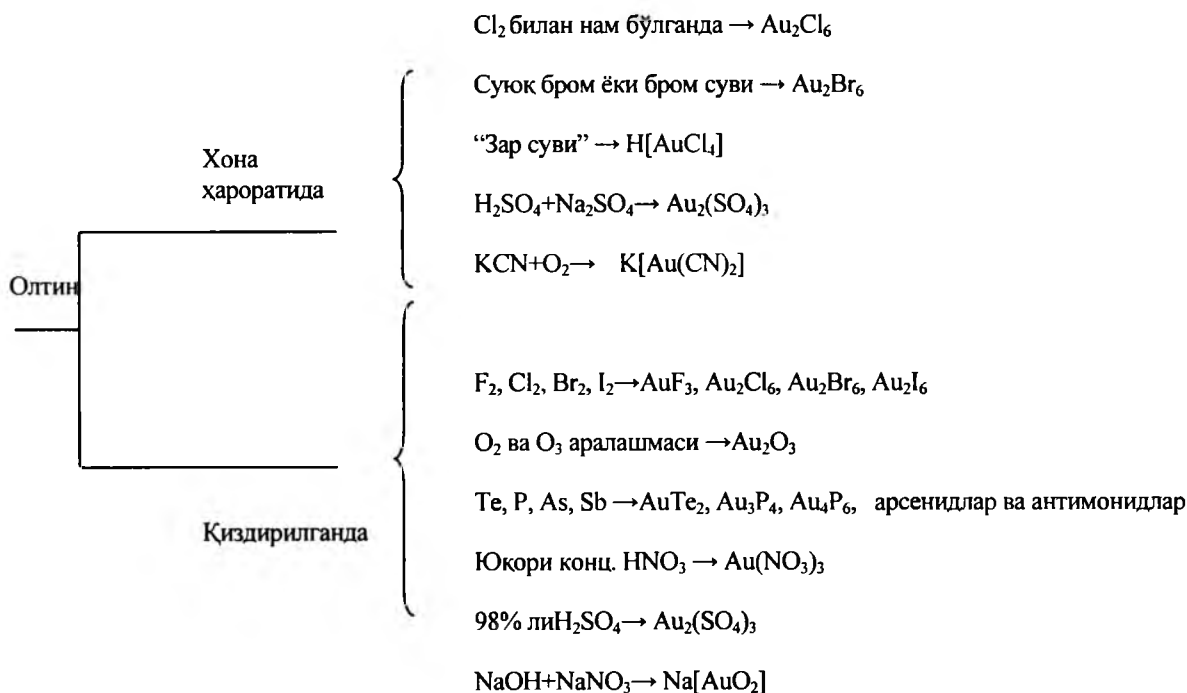 Cl₂ билан нам бўлганда → Au₂Cl₆
Суюқ бром ёки бром суви → Au₂Br₆
“Зар суви” → H[AuCl₄]
Хона
ҳароратида
H₂SO₄+Na₂SO₄→ Au₂(SO₄)₃
KCN+O₂→ K[Au(CN)₂]
Олтин
F₂, Cl₂, Br₂, I₂→AuF₃, Au₂Cl₆, Au₂Br₆, Au₂I₆
O₂ ва O₃ аралашмаси →Au₂O₃
Te, P, As, Sb →AuTe₂, Au₃P₄, Au₄P₆, арсенидлар ва антимонидлар
Қиздирилганда
Юқори конц. HNO₃ → Au(NO₃)₃
98% лиH₂SO₄→ Au₂(SO₄)₃
NaOH+NaNO₃→ Na[AuO₂]